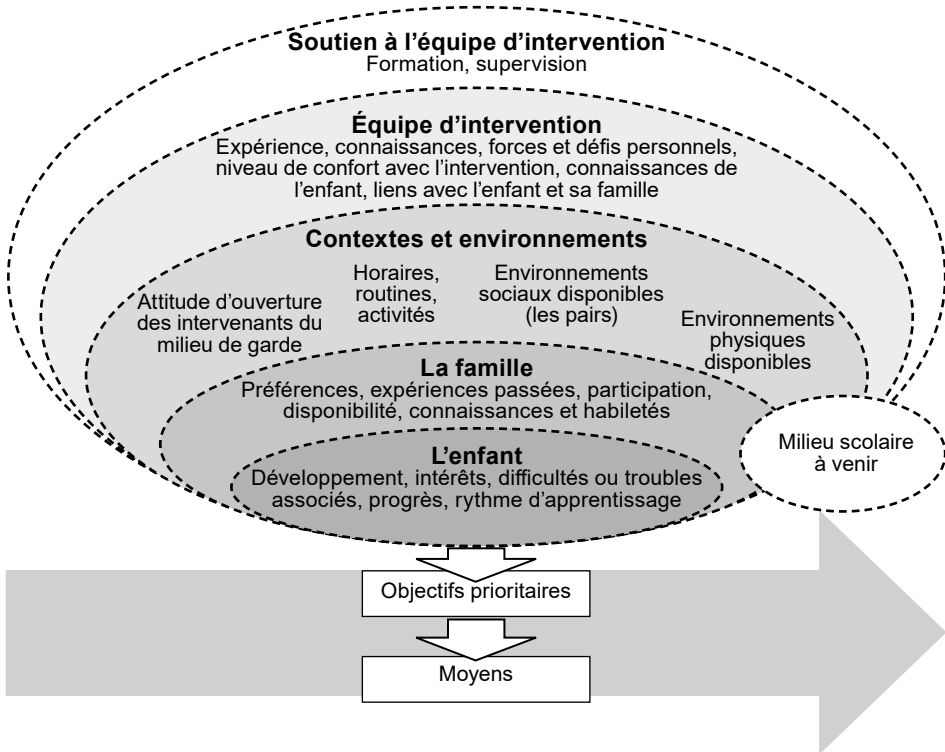 Soutien à l’équipe d’intervention
Formation, supervision
Équipe d’intervention
Expérience, connaissances, forces et défis personnels,
niveau de confort avec l’intervention, connaissances de
l’enfant, liens avec l’enfant et sa famille
Contextes et environnements
Attitude d’ouverture
des intervenants du
milieu de garde
Horaires,
routines,
activités
Environnements
sociaux disponibles
(les pairs)
Environnements
physiques
disponibles
La famille
Préférences, expériences passées, participation,
disponibilité, connaissances et habiletés
L’enfant
Développement, intérêts, difficultés ou troubles
associés, progrès, rythme d’apprentissage
Milieu scolaire
à venir
Objectifs prioritaires
Moyens